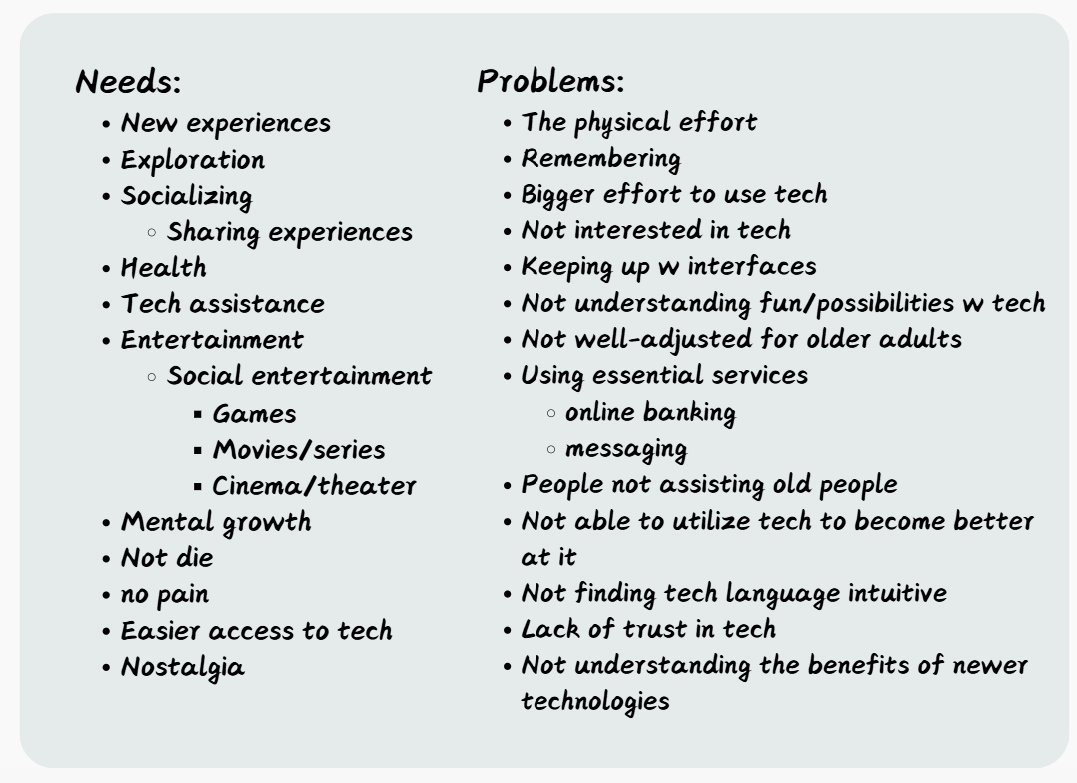 Needs:
New experiences
Exploration
Socializing
Sharing experiences
Health
Tech assistance
Entertainment
Social entertainment
Games
Movies/series
Cinema/theater
Mental growth
Not die
no pain
Easier access to tech
Nostalgia
Problems:
The physical effort
Remembering
Bigger effort to use tech
Not interested in tech
Keeping up w interfaces
Not understanding fun/possibilities w tech
Not well-adjusted for older adults
Using essential services
online banking
messaging
People not assisting old people
Not able to utilize tech to become better
at it
Not finding tech language intuitive
Lack of trust in tech
Not understanding the benefits of newer
technologies